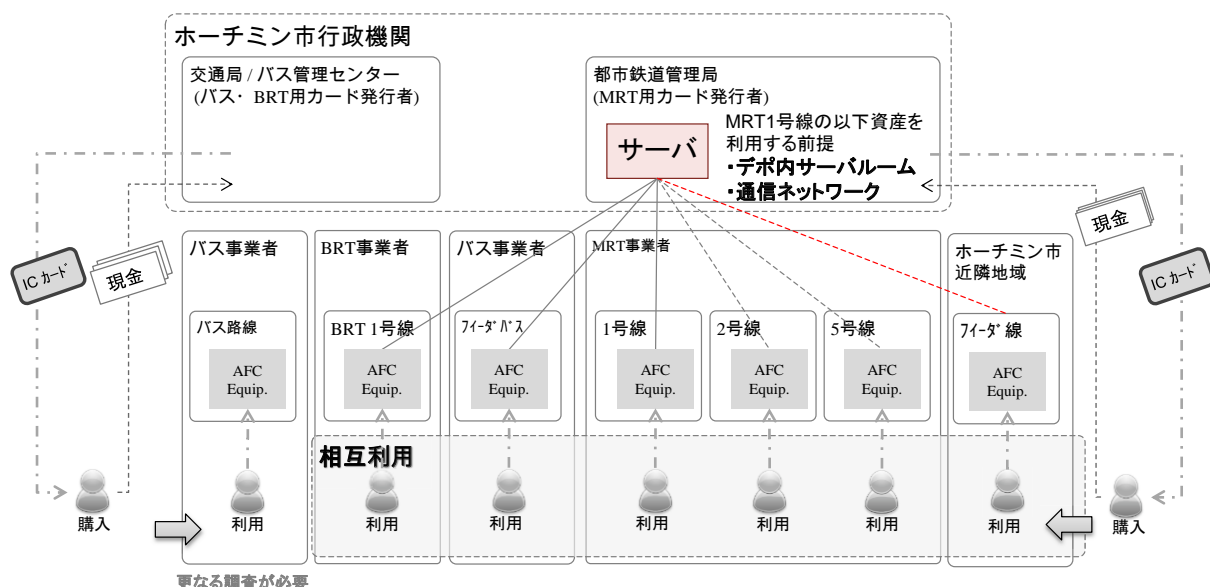 ホーチミン市行政機関
交通局 / バス管理センター
(バス・ BRT用カード発行者)
都市鉄道管理局
(MRT用カード発行者)
サーバ
MRT1号線の以下資産を
利用する前提
・デポ内サーバルーム
・通信ネットワーク
ICカード
現金
現金
ICカード
バス事業者
BRT事業者
バス事業者
MRT事業者
ホーチミン市
近隣地域
バス路線
BRT 1号線
フィーダバス
1号線
2号線
5号線
フィーダ線
AFC
Equip.
AFC
Equip.
AFC
Equip.
AFC
Equip.
AFC
Equip.
AFC
Equip.
AFC
Equip.
相互利用
購入
利用
利用
利用
利用
利用
利用
利用
購入
更なる調査が必要